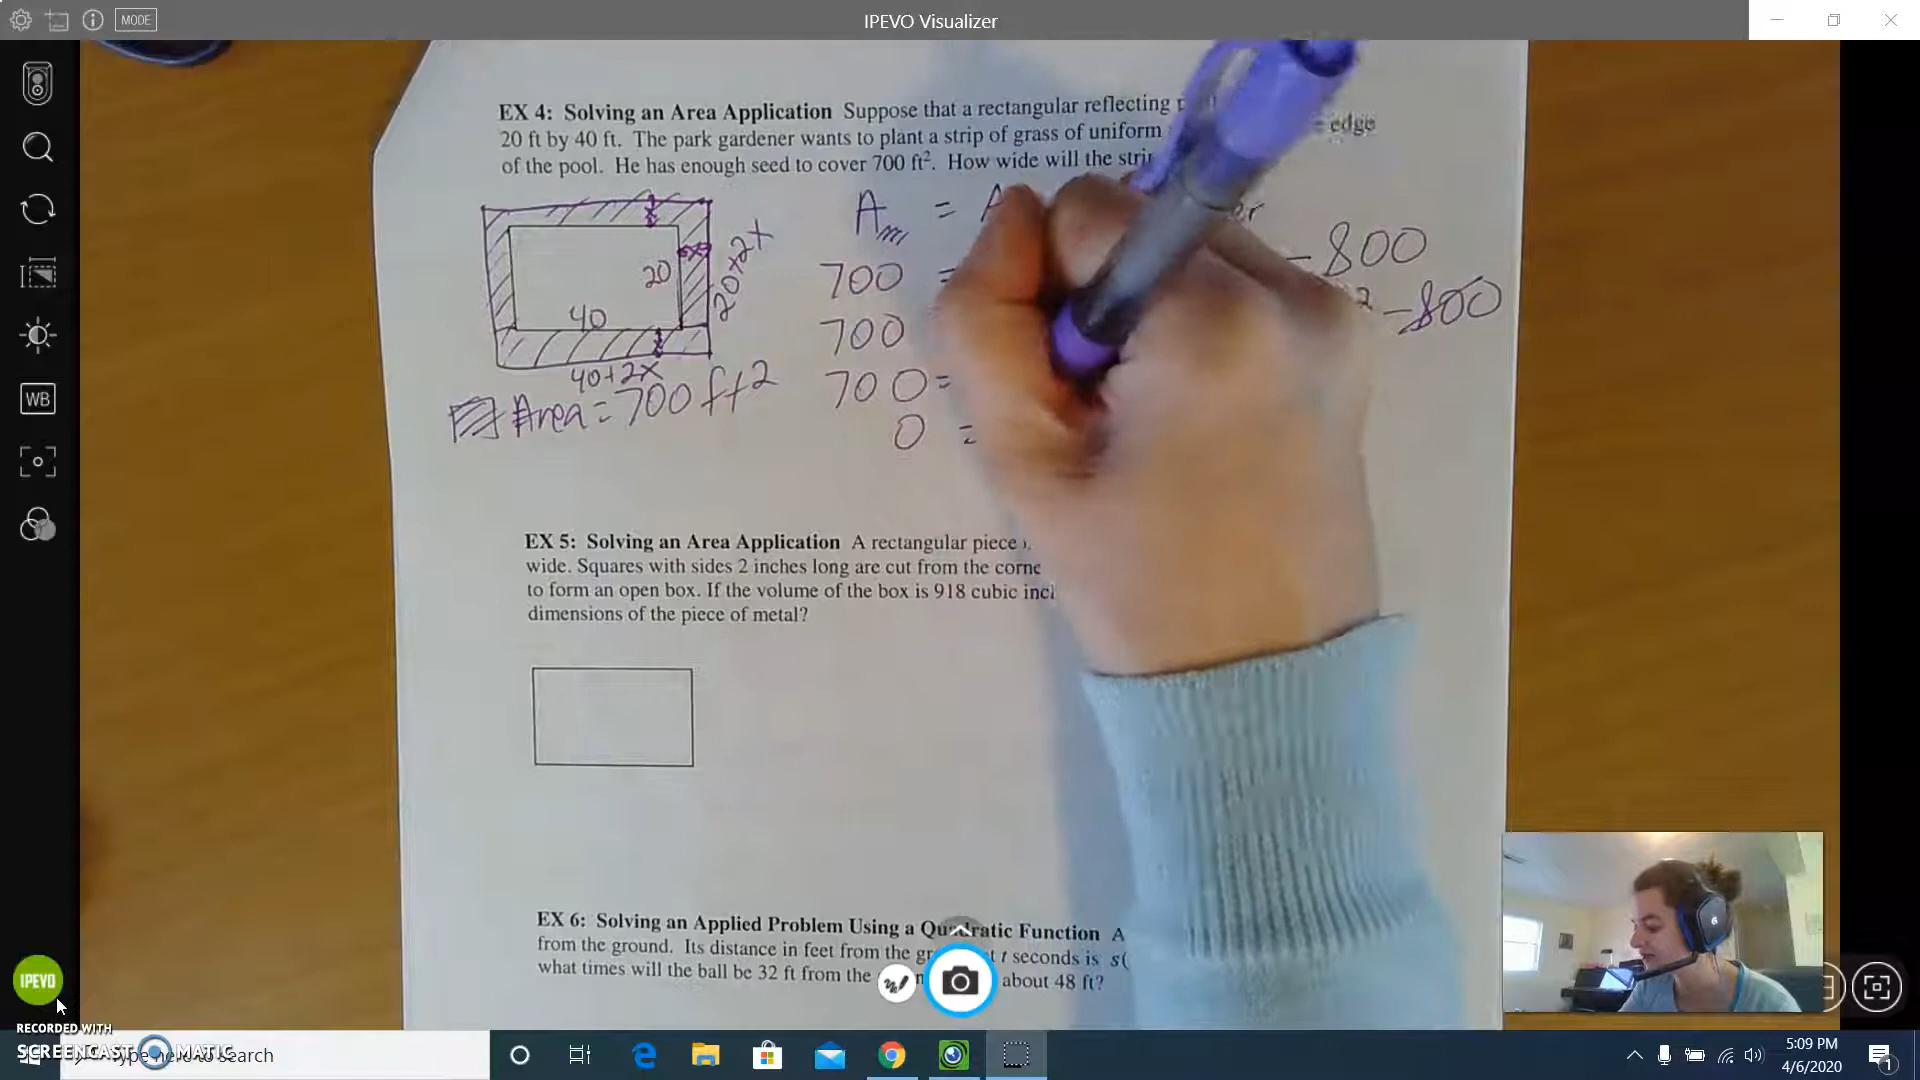 MODE
IPEVO Visualizer
EX 4: Solving an Area Application Suppose that a rectangular reflecting
edge
20 ft by 40 ft. The park gardener wants to plant a strip of grass of uniform
of the pool. He has enough seed to cover 700 ft². How wide will the
20
40
20+2x
40+2x
Area = 700 ft²
A = A
700 = - 800
700 ² - 800
700 =
0 =
EX 5: Solving an Area Application A rectangular piece
wide. Squares with sides 2 inches long are cut from the
to form an open box. If the volume of the box is 918 cubic
dimensions of the piece of metal?
EX 6: Solving an Applied Problem Using a Quadratic Function A
from the ground. Its distance in feet from the t seconds is s(
what times will the ball be 32 ft from the about 48 ft?
WB
IPEVO
RECORDED WITH
SCREENCAST MATIC
Type here to search
5:09 PM
4/6/2020
1